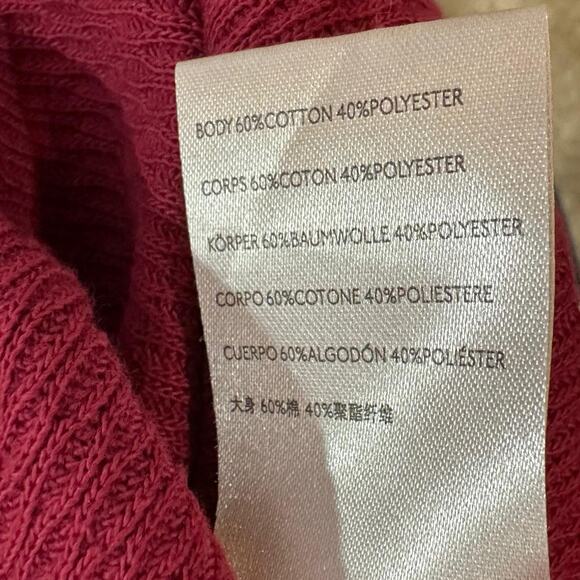 BODY 60%COTTON 40%POLYESTER
CORPS 60%COTON 40%POLYESTER
KÖRPER 60%BAUMWOLLE 40%POLYESTER
CORPO 60%COTONE 40%POLIESTERE
CUERPO 60%ALGODÓN 40%POLIÉSTER
大身 60%棉 40%聚酯纤维